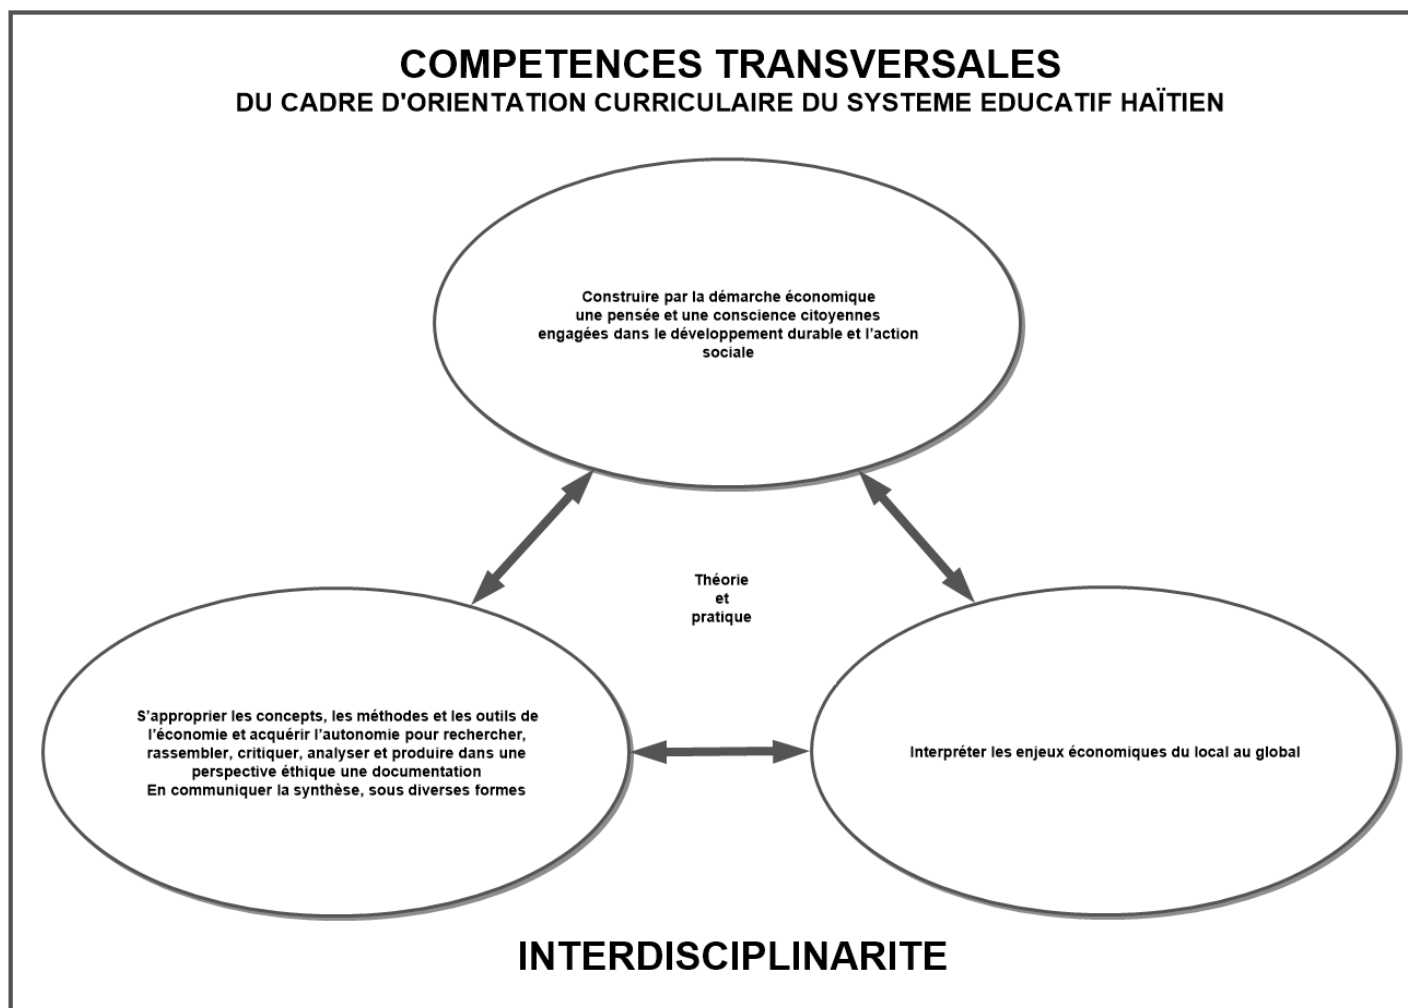 COMPETENCES TRANSVERSALES
DU CADRE D'ORIENTATION CURRICULAIRE DU SYSTEME EDUCATIF HAÏTIEN
Construire par la démarche économique
une pensée et une conscience citoyennes
engagées dans le développement durable et l’action
sociale
Théorie
et
pratique
S’approprier les concepts, les méthodes et les outils de
l’économie et acquérir l’autonomie pour rechercher,
rassembler, critiquer, analyser et produire dans une
perspective éthique une documentation
En communiquer la synthèse, sous diverses formes
Interpréter les enjeux économiques du local au global
INTERDISCIPLINARITE